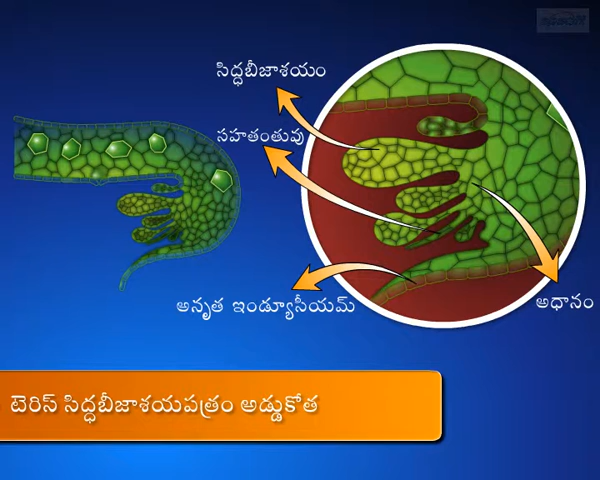 సిద్ధబీజాశయం
సహతంతువు
అనృత ఇండ్యూసీయమ్
అధానం
టెరిస్ సిద్ధబీజాశయపత్రం అడ్డుకోత